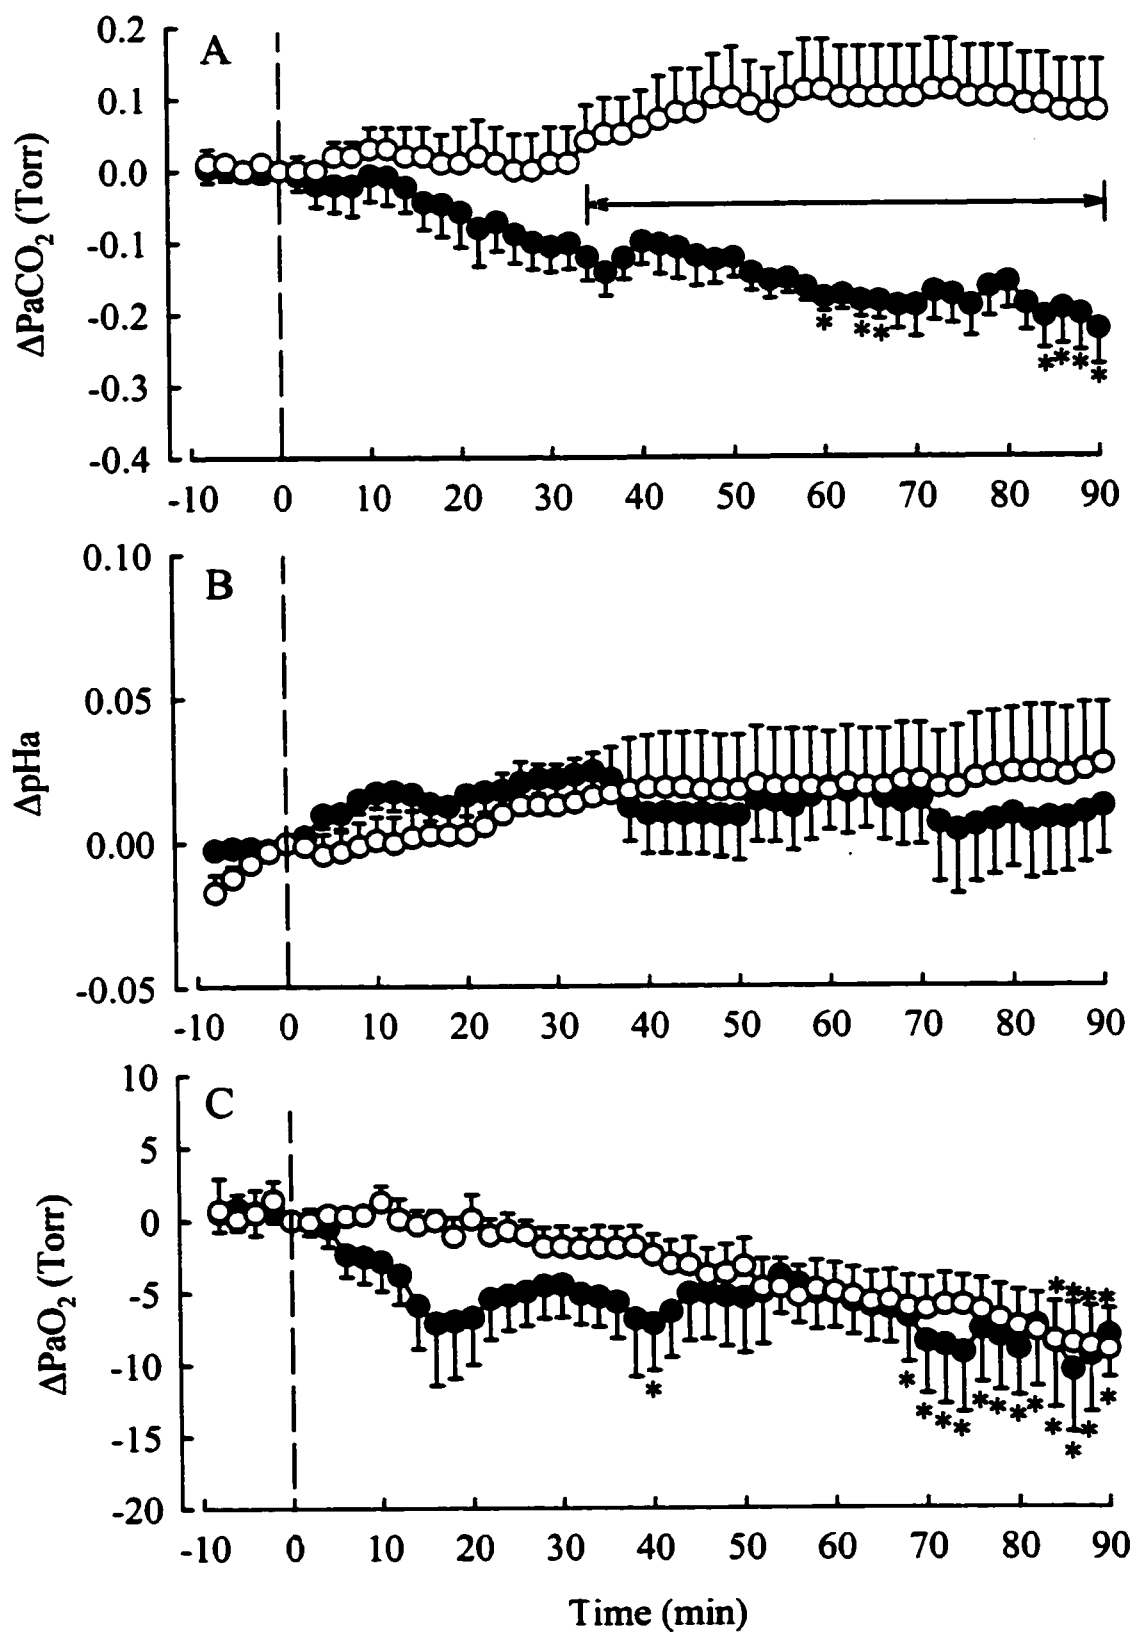 A
ΔPaCO2 (Torr)
0.2
0.1
0.0
-0.1
-0.2
-0.3
-0.4
* * * * * * *
-10 0 10 20 30 40 50 60 70 80 90
B
ΔpHa
0.10
0.05
0.00
-0.05
-10 0 10 20 30 40 50 60 70 80 90
C
ΔPaO2 (Torr)
10
5
0
-5
-10
-15
-20
* * * *
* * * * * * * * * * * * *
-10 0 10 20 30 40 50 60 70 80 90
Time (min)